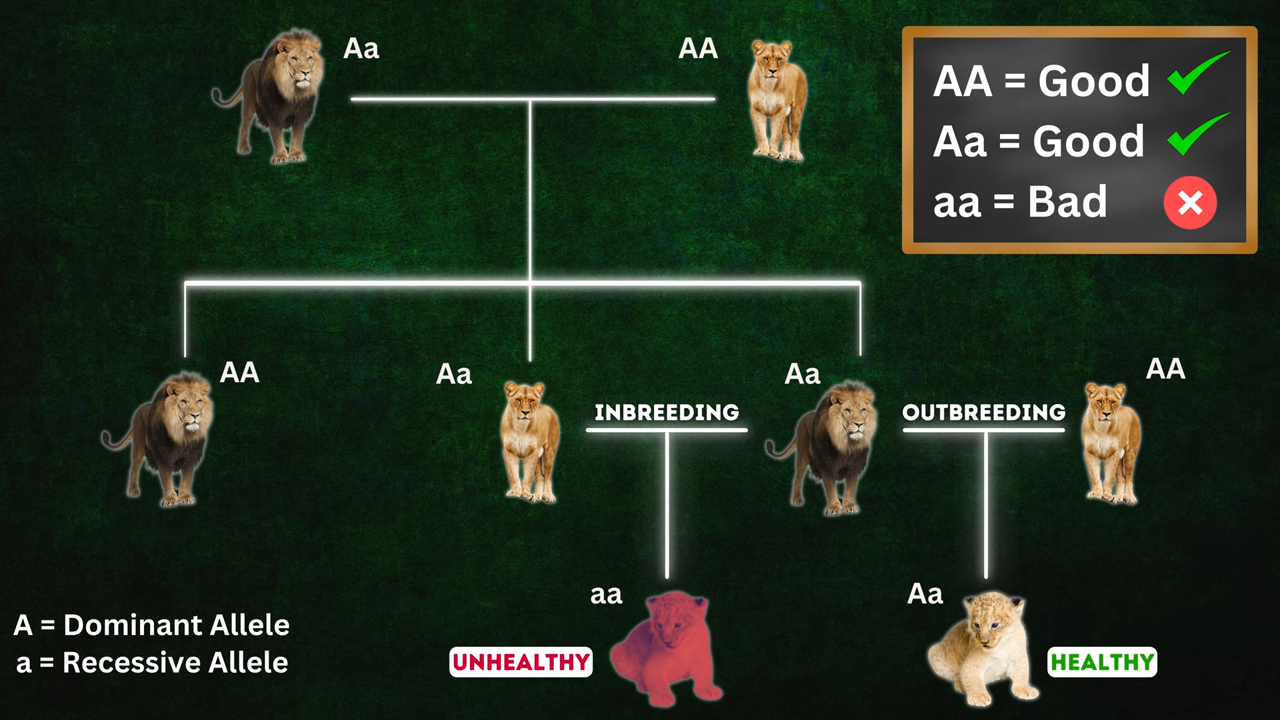 Aa
AA
AA = Good
Aa = Good
aa = Bad
AA
Aa
Aa
AA
INBREEDING
OUTBREEDING
aa
Aa
A = Dominant Allele
a = Recessive Allele
UNHEALTHY
HEALTHY